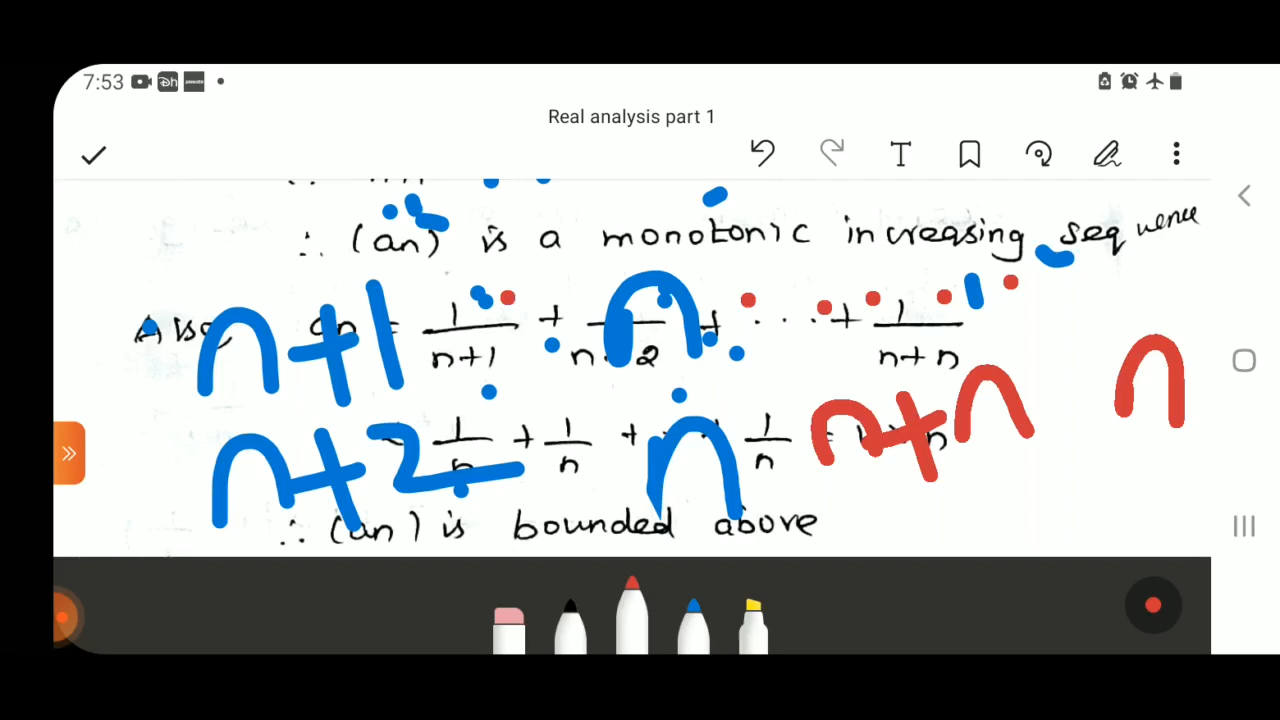 7:53
Real analysis part 1
∴ (an) is a monotonic increasing sequence
Also an = 1/(n+1) + 1/(n+2) + ... + 1/(n+n)
n+1 n
1/n + 1/n + 1/n
n+2 n n+n n
∴ (an) is bounded above